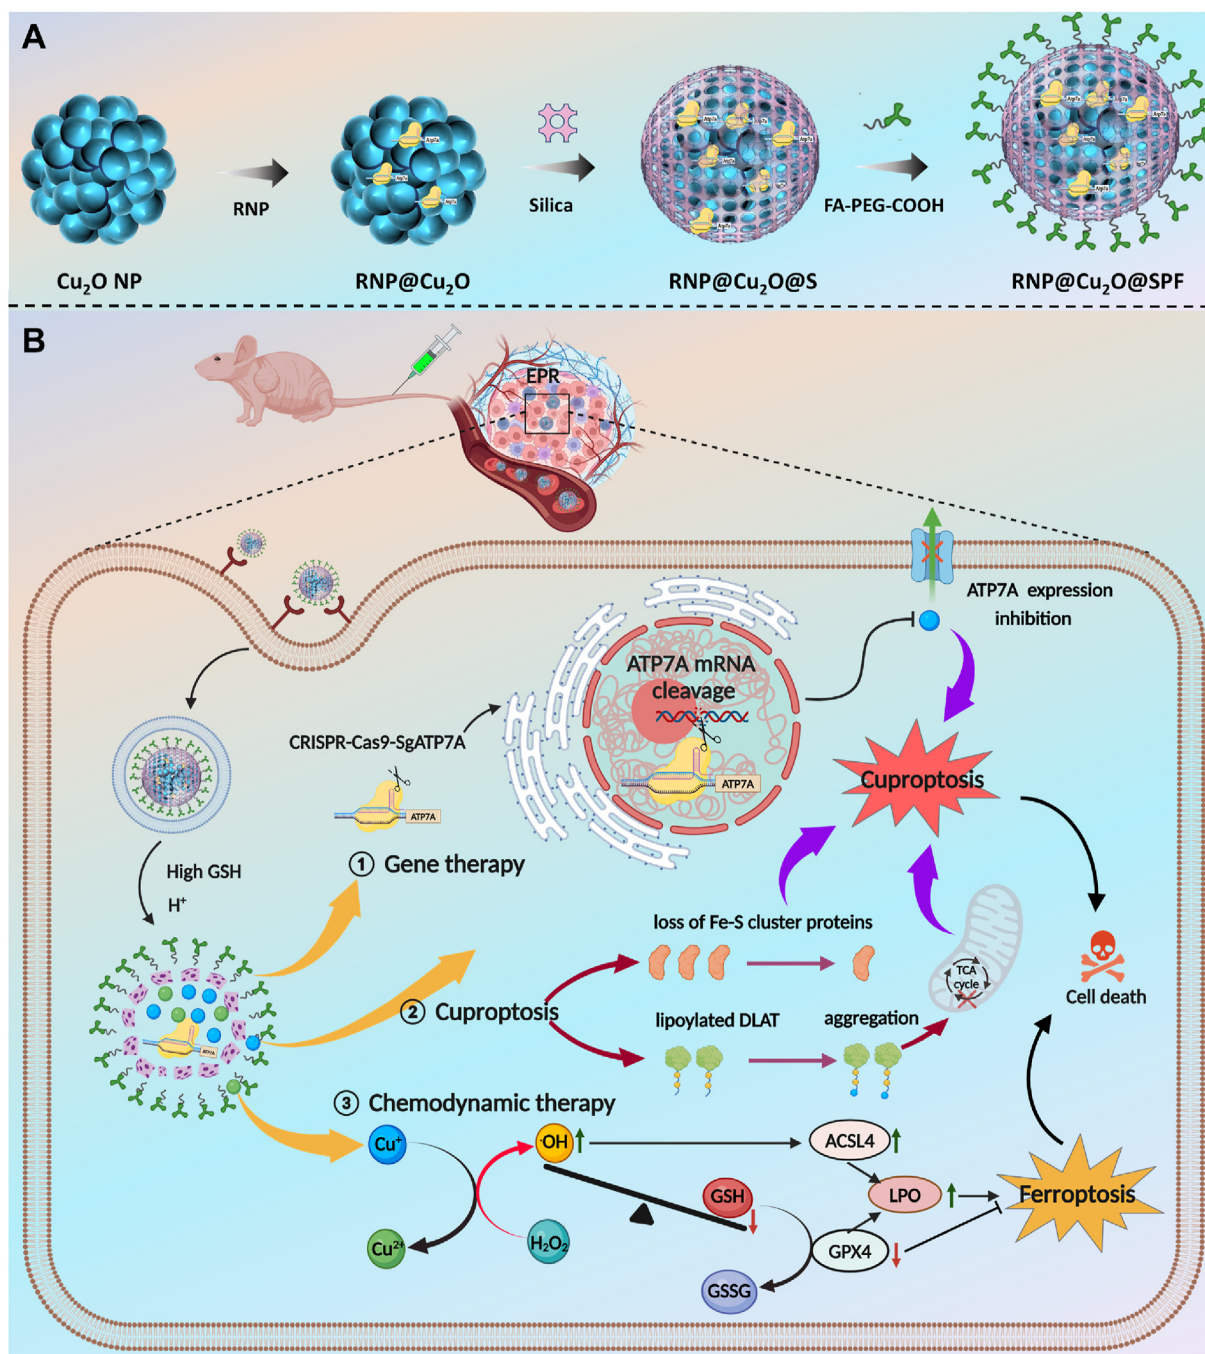 A
RNP
Silica
FA-PEG-COOH
Cu₂O NP
RNP@Cu₂O
RNP@Cu₂O@S
RNP@Cu₂O@SPF
B
EPR
ATP7A expression
inhibition
ATP7A mRNA
cleavage
CRISPR-Cas9-SgATP7A
ATP7A
ATP7A
Cuproptosis
High GSH
H⁺
① Gene therapy
loss of Fe-S cluster proteins
TCA
cycle
Cell death
② Cuproptosis
lipoylated DLAT
aggregation
ATP7A
③ Chemodynamic therapy
Cu⁺
·OH
ACSL4
GSH
LPO
Ferroptosis
Cu²⁺
H₂O₂
GPX4
GSSG